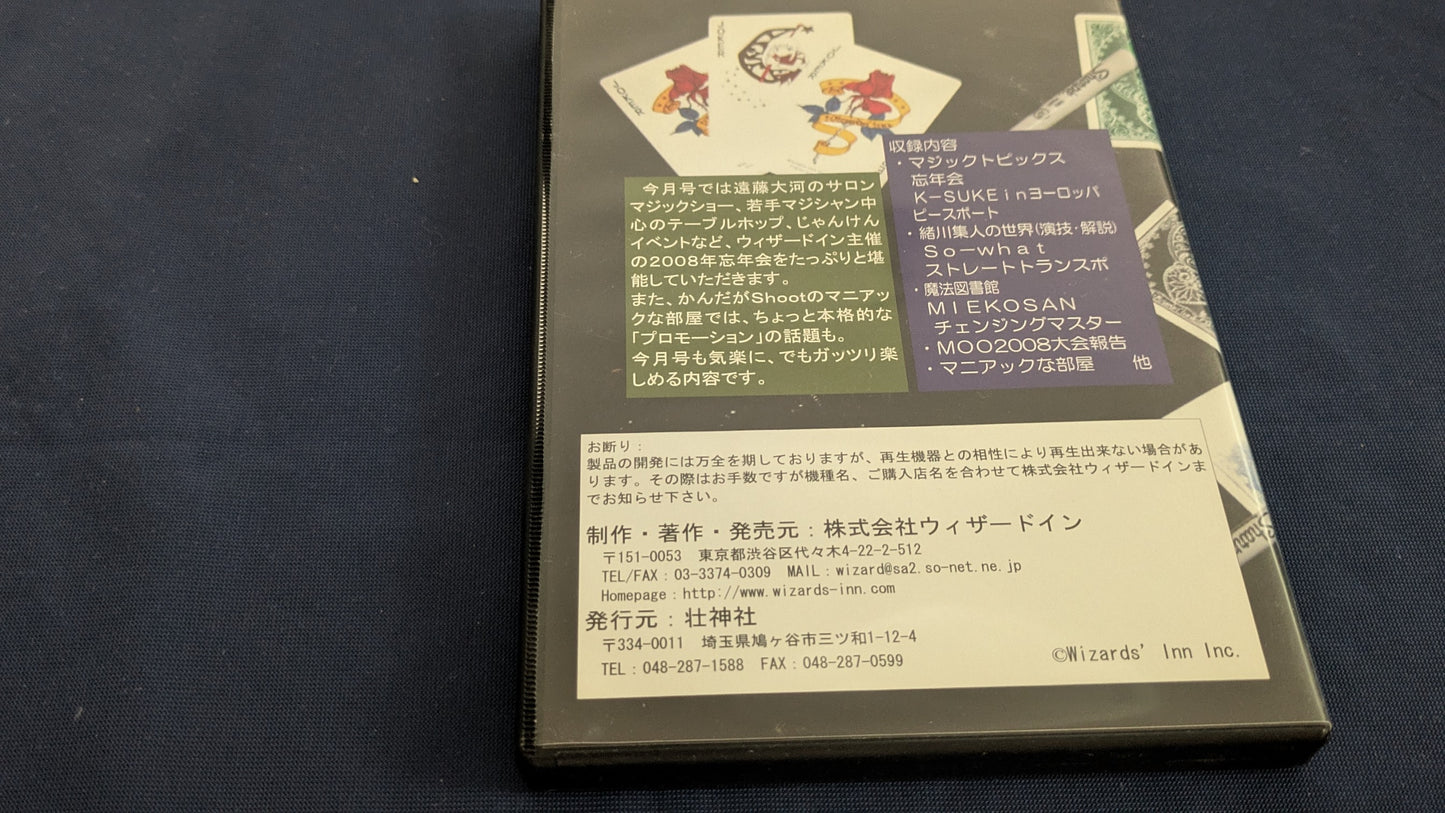 JOKER
JOKER
JOKER
今月号では遠藤大河のサロン
マジックショー、若手マジシャン中
心のテーブルホップ、じゃんけん
イベントなど、ウィザードイン主催
の2008年忘年会をたっぷりと堪
能していただきます。
また、かんだがShootのマニアッ
クな部屋では、ちょっと本格的な
「プロモーション」の話題も。
今月号も気楽に、でもガッツリ楽
しめる内容です。
収録内容
・マジックトピックス
忘年会
K-SUKEinヨーロッパ
ピースボート
・緒川集人の世界(演技・解説)
So-what
ストレートトランスポ
・魔法図書館
MIEKOSAN
チェンジングマスター
・MOO2008大会報告
・マニアックな部屋 他
お断り：
製品の開発には万全を期しておりますが、再生機器との相性により再生出来ない場合があ
ります。その際はお手数ですが機種名、ご購入店名を合わせて株式会社ウィザードインま
でお知らせ下さい。
制作・著作・発売元：株式会社ウィザードイン
〒151-0053 東京都渋谷区代々木4-22-2-512
TEL/FAX：03-3374-0309 MAIL：wizard@sa2.so-net.ne.jp
Homepage：http://www.wizards-inn.com
発行元：壮神社
〒334-0011 埼玉県鳩ヶ谷市三ツ和1-12-4
TEL：048-287-1588 FAX：048-287-0599
©Wizards' Inn Inc.